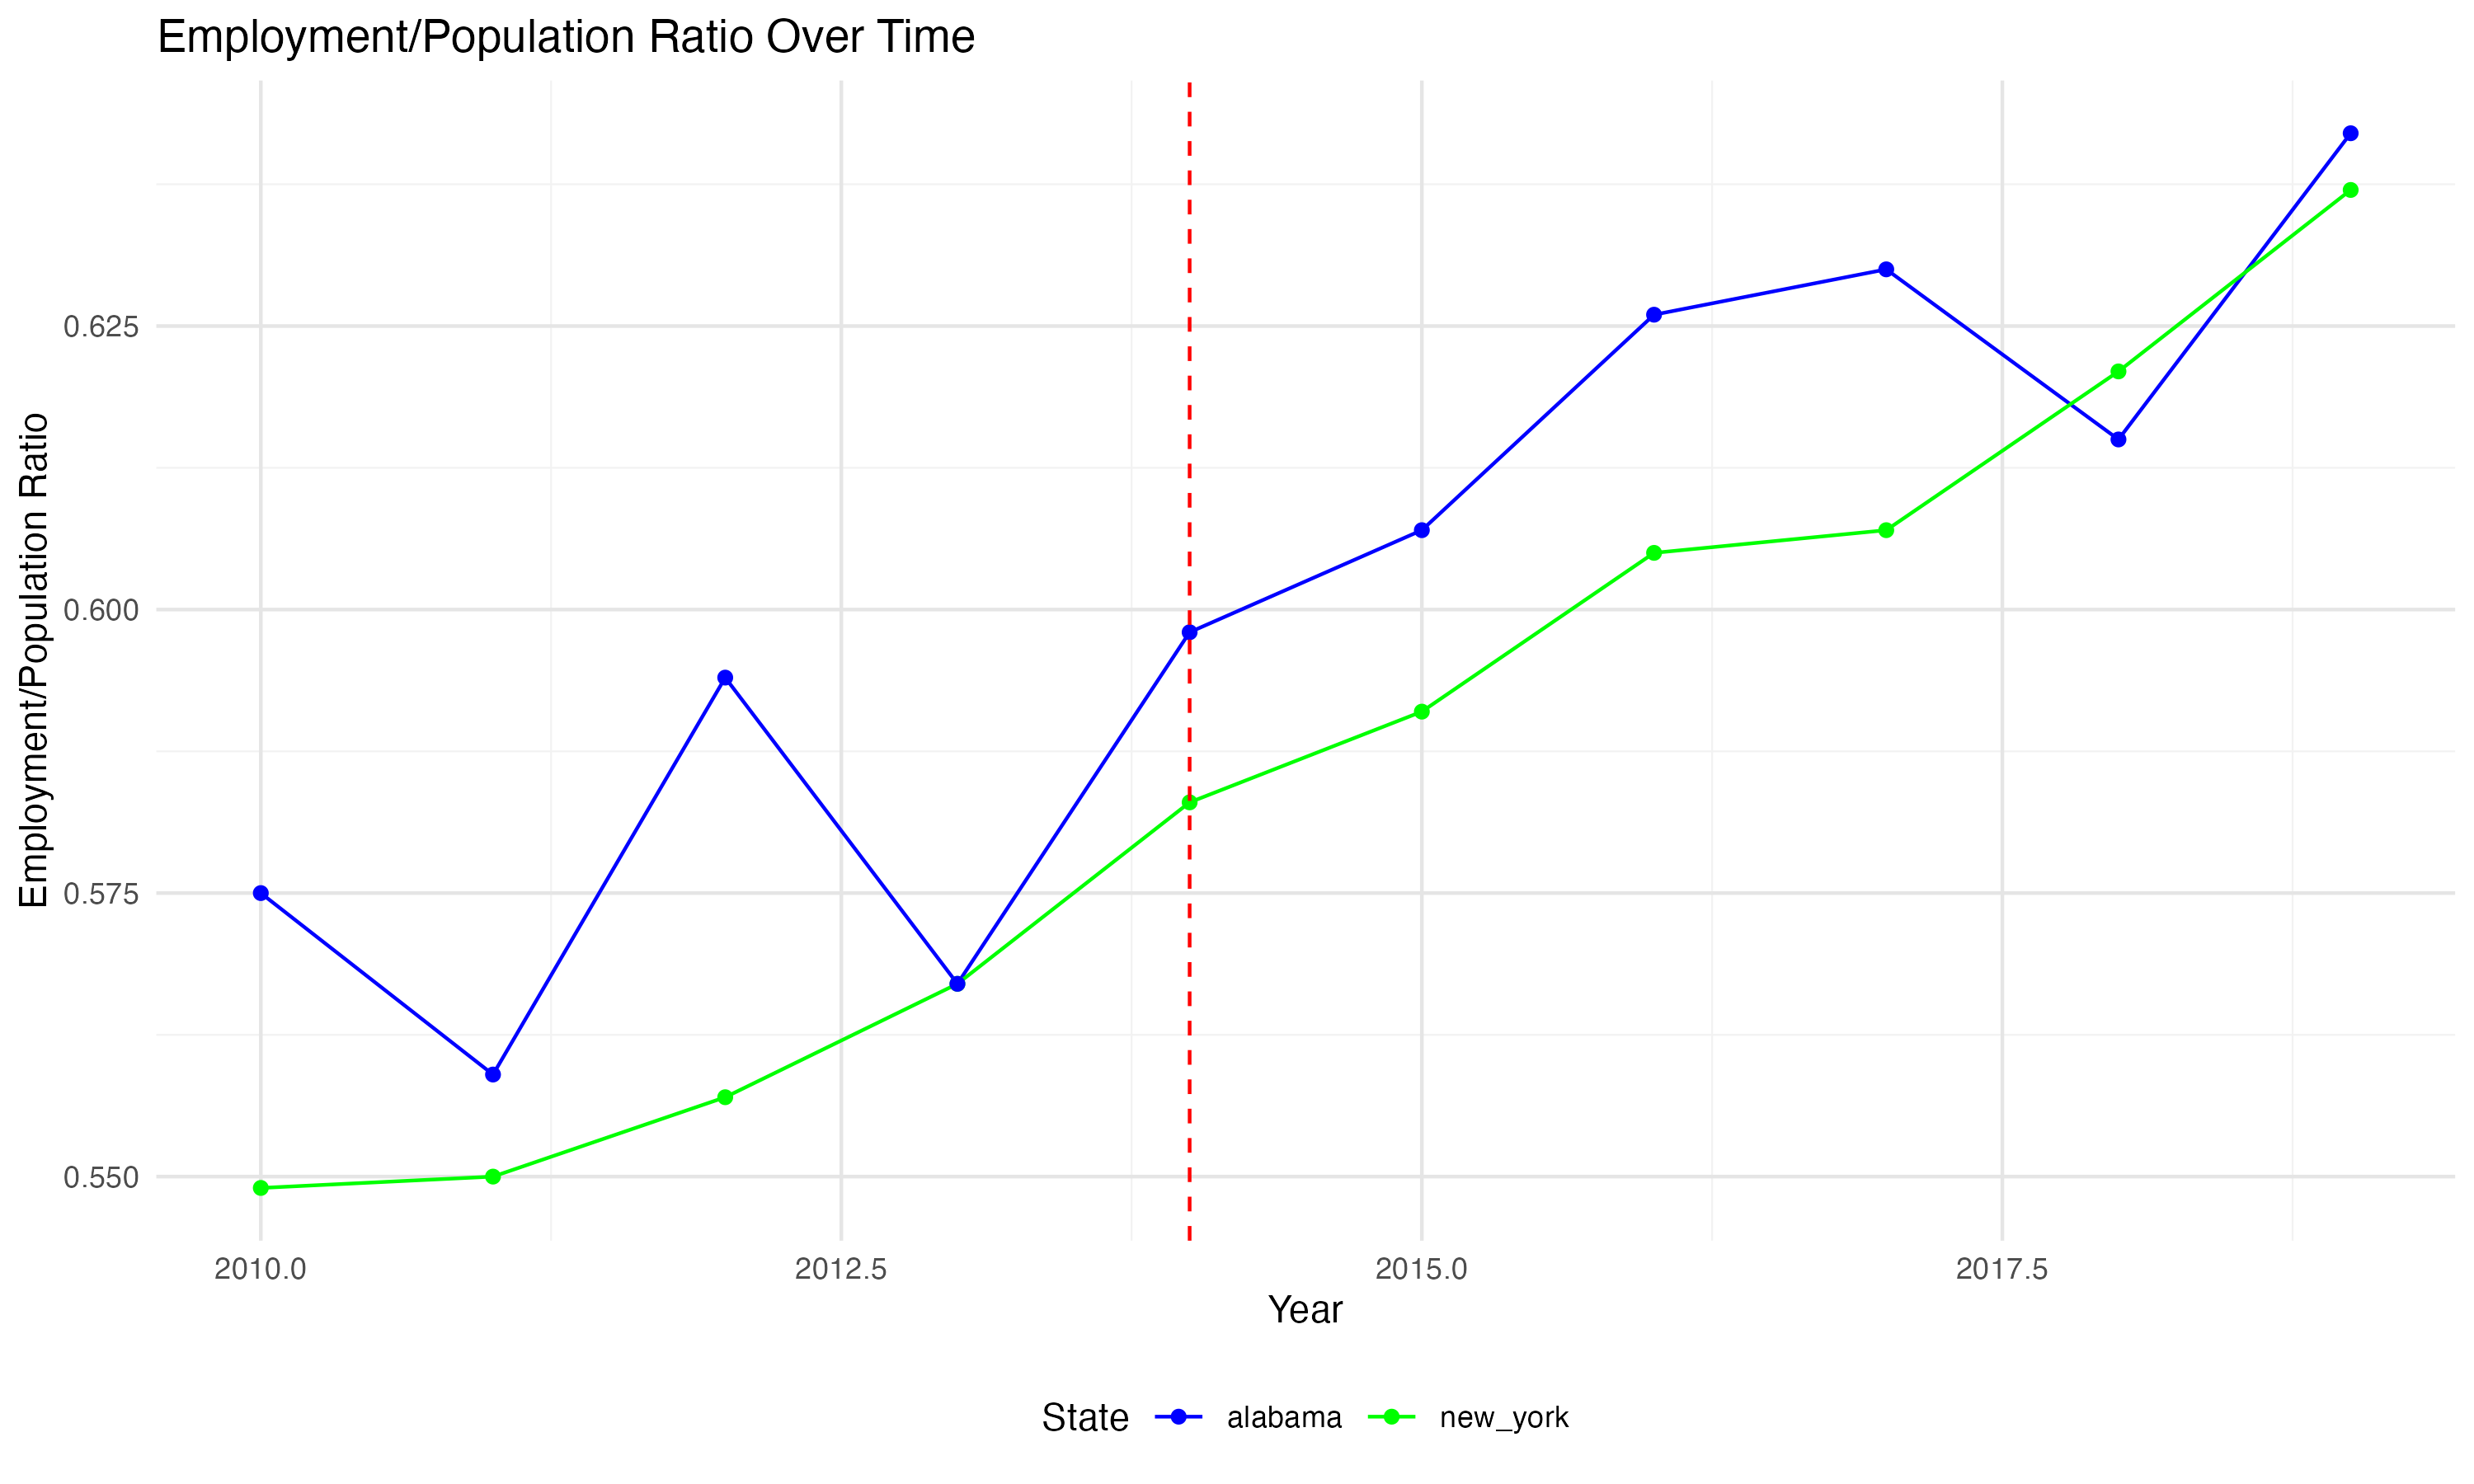 Employment/Population Ratio Over Time
Employment/Population Ratio
0.625
0.600
0.575
0.550
2010.0 2012.5 2015.0 2017.5
Year
State alabama new_york